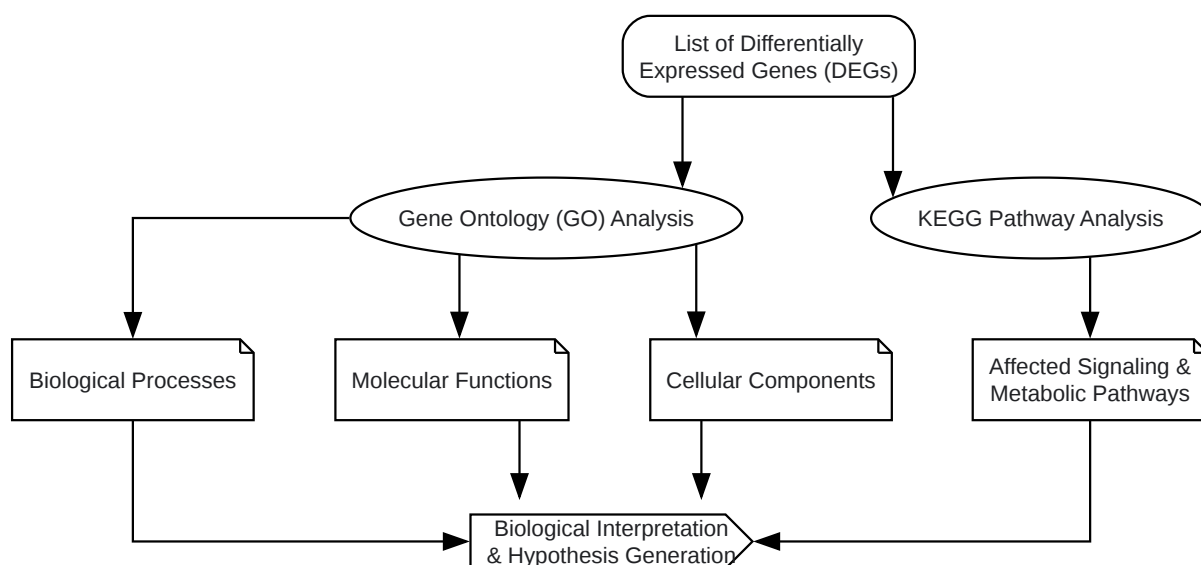 List of Differentially
Expressed Genes (DEGs)
Gene Ontology (GO) Analysis
KEGG Pathway Analysis
Biological Processes
Molecular Functions
Cellular Components
Affected Signaling &
Metabolic Pathways
Biological Interpretation
& Hypothesis Generation